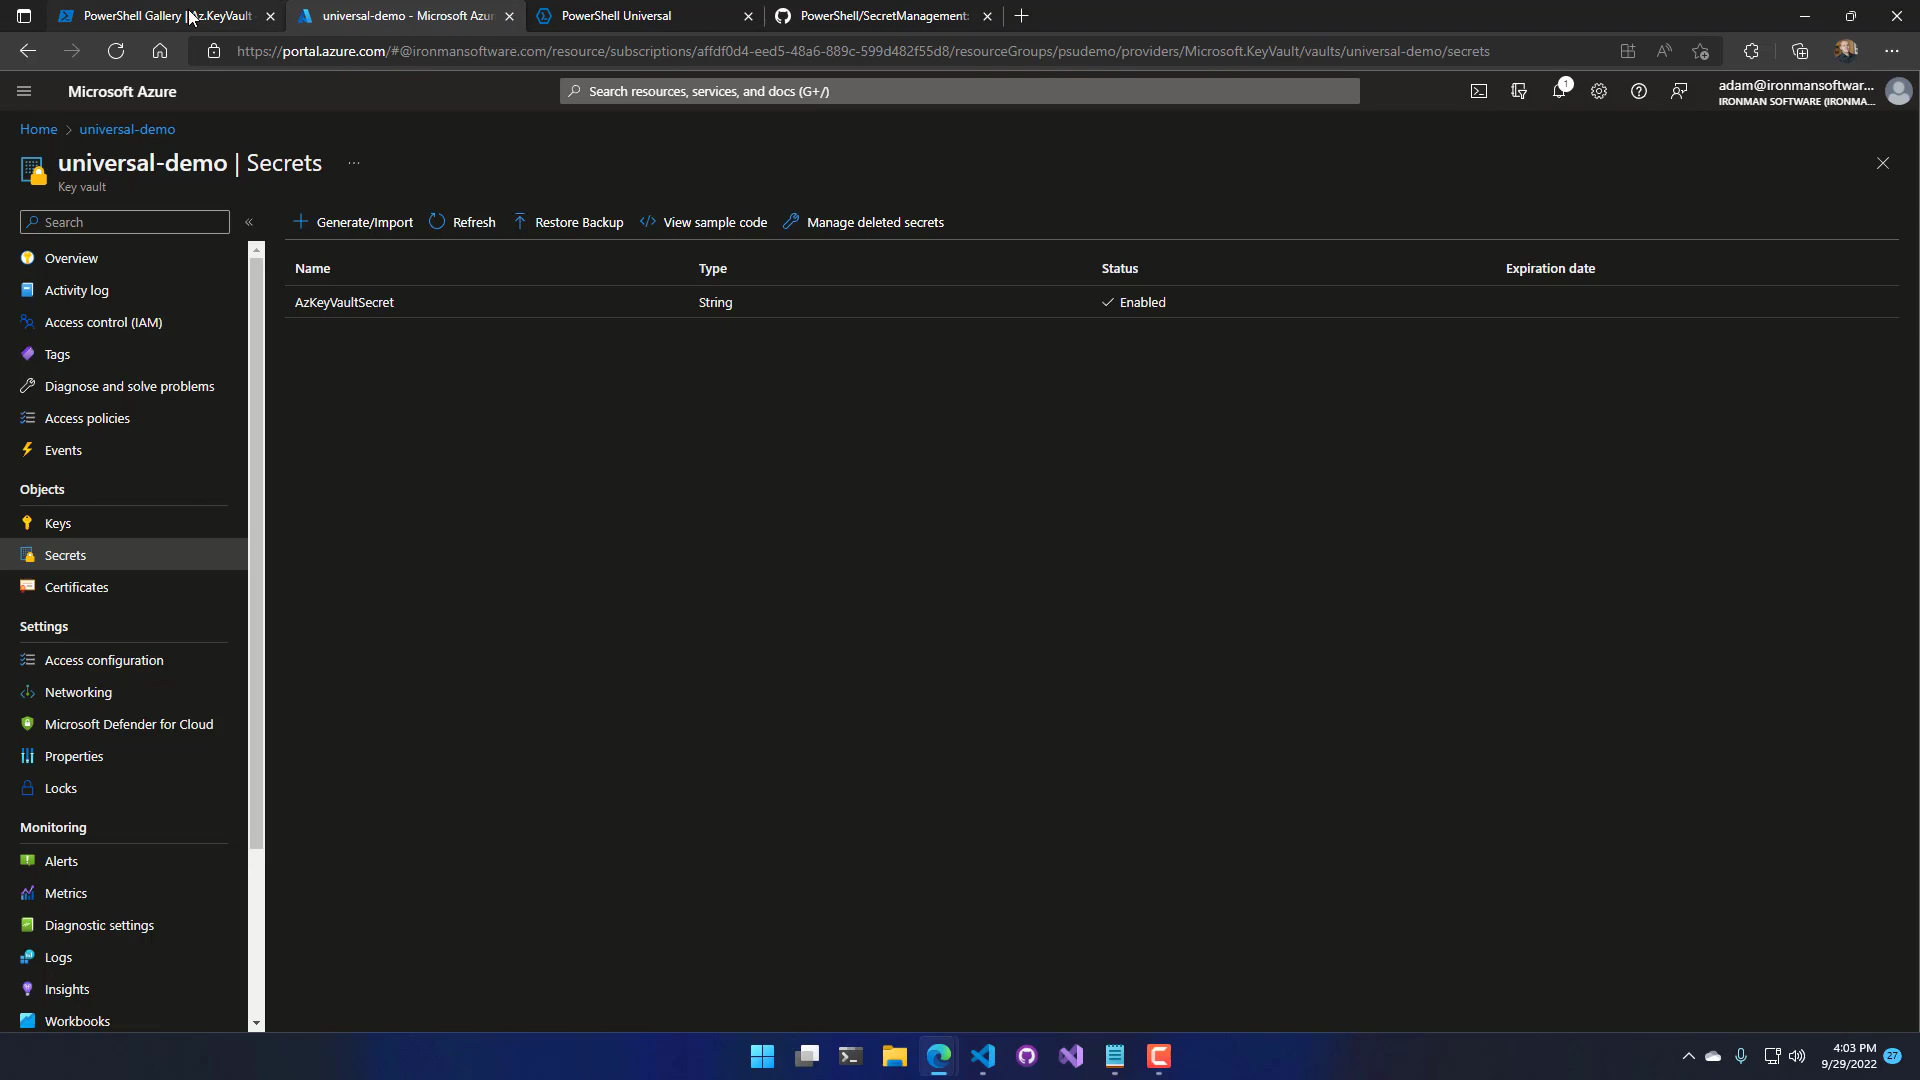 PowerShell Gallery | Az.KeyVault
universal-demo - Microsoft Azur
PowerShell Universal
PowerShell/SecretManagement:
https://portal.azure.com/#@ironmansoftware.com/resource/subscriptions/affdf0d4-eed5-48a6-889c-599d482f55d8/resourceGroups/psudemo/providers/Microsoft.KeyVault/vaults/universal-demo/secrets
Microsoft Azure
Search resources, services, and docs (G+/)
1
adam@ironmansoftwar...
IRONMAN SOFTWARE (IRONMA...
Home > universal-demo
universal-demo | Secrets
Key vault
Search
Generate/Import
Refresh
Restore Backup
View sample code
Manage deleted secrets
Overview
Activity log
Access control (IAM)
Tags
Diagnose and solve problems
Access policies
Events
Objects
Keys
Secrets
Certificates
Settings
Access configuration
Networking
Microsoft Defender for Cloud
Properties
Locks
Monitoring
Alerts
Metrics
Diagnostic settings
Logs
Insights
Workbooks
Name Type Status Expiration date
AzKeyVaultSecret String Enabled
4:03 PM
9/29/2022
27